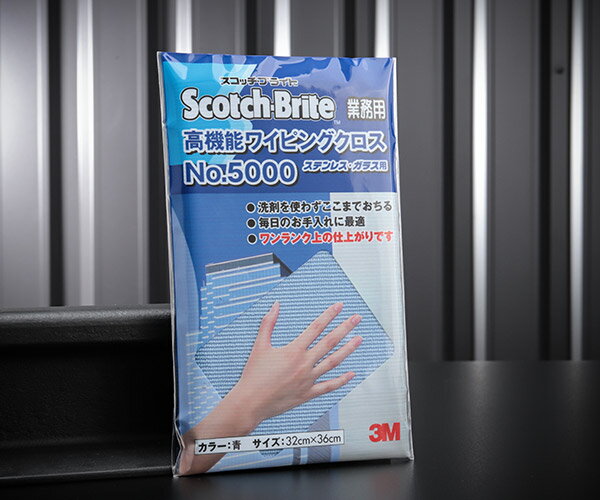 スコッチブライト
Scotch-Brite™ 業務用
高機能ワイピングクロス
No.5000 ステンレス・ガラス用
● 洗剤を使わずここまでおちる
● 毎日のお手入れに最適
● ワンランク上の仕上がりです
カラー：青 サイズ：32cm×36cm
3M